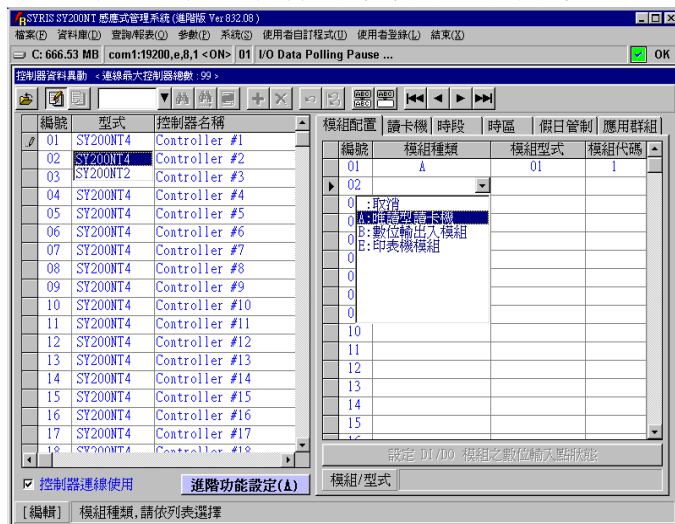 SYRIS SY200NT 感應式管理系統 (進階版 Ver 832.08 )
檔案(F) 資料庫(D) 查詢/報表(Q) 參數(P) 系統(S) 使用者自訂程式(U) 使用者登錄(L) 結束(X)
C: 666.53 MB com1:19200,e,8,1 <ON> 01 I/O Data Polling Pause ... OK
控制器資料異動 < 連線最大控制器總數 : 99 >
編號 型式 控制器名稱
01 SY200NT4 Controller #1
02 SY200NT4 Controller #2
03 SY200NT2 Controller #3
04 SY200NT4 Controller #4
05 SY200NT4 Controller #5
06 SY200NT4 Controller #6
07 SY200NT4 Controller #7
08 SY200NT4 Controller #8
09 SY200NT4 Controller #9
10 SY200NT4 Controller #10
11 SY200NT4 Controller #11
12 SY200NT4 Controller #12
13 SY200NT4 Controller #13
14 SY200NT4 Controller #14
15 SY200NT4 Controller #15
16 SY200NT4 Controller #16
17 SY200NT4 Controller #17
18 SY200NT4 Controller #18
控制器連線使用 進階功能設定(A)
模組配置 讀卡機 時段 時區 假日管制 應用群組
編號 模組種類 模組型式 模組代碼
01 A 01 1
02
:取消
A:唯讀型讀卡機
B:數位輸出入模組
E:印表機模組
10
11
12
13
14
15
設定 DI/DO 模組之數位輸入點狀態
模組/型式
[編輯] 模組種類,請依列表選擇